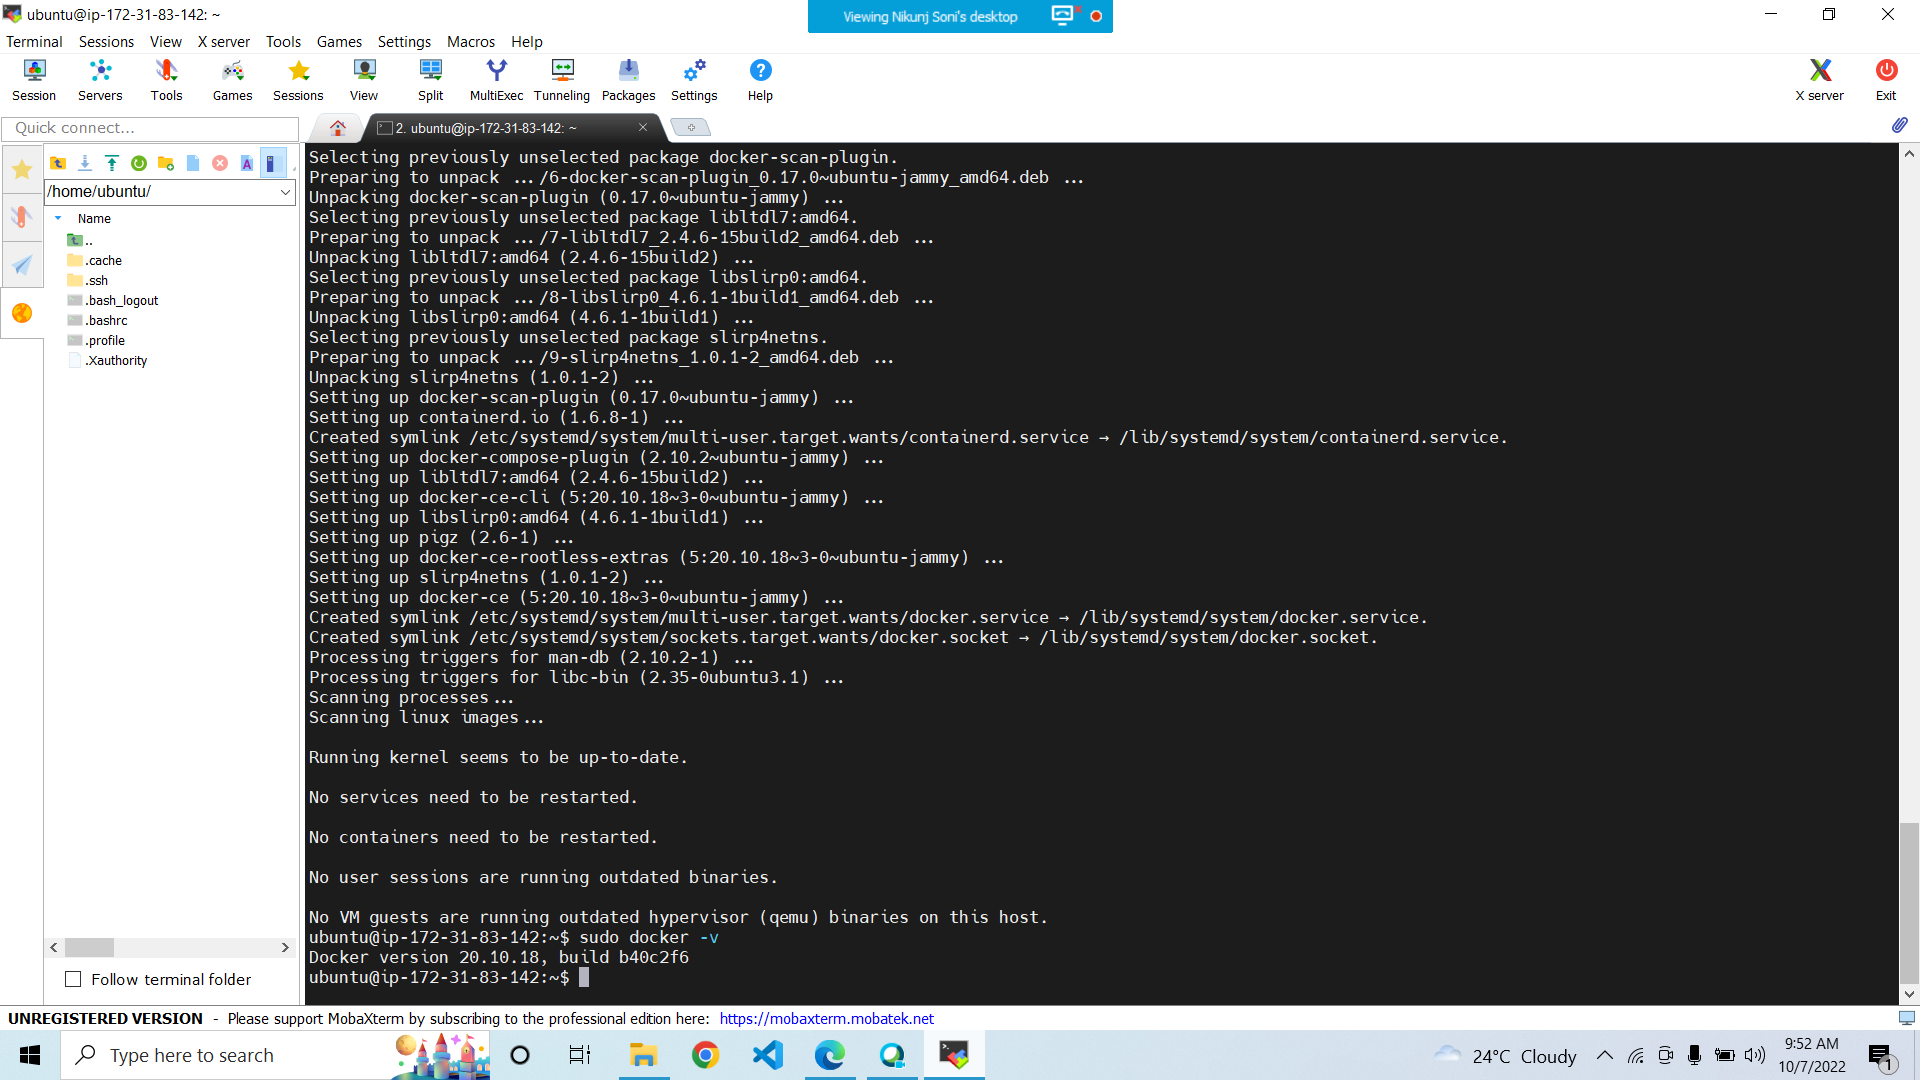 ubuntu@ip-172-31-83-142: ~
Viewing Nikunj Soni's desktop
Terminal Sessions View X server Tools Games Settings Macros Help
Session Servers Tools Games Sessions View Split MultiExec Tunneling Packages Settings Help X server Exit
Quick connect...
2. ubuntu@ip-172-31-83-142: ~
/home/ubuntu/
Name
..
.cache
.ssh
.bash_logout
.bashrc
.profile
.Xauthority
Follow terminal folder
Selecting previously unselected package docker-scan-plugin.
Preparing to unpack .../6-docker-scan-plugin_0.17.0~ubuntu-jammy_amd64.deb ...
Unpacking docker-scan-plugin (0.17.0~ubuntu-jammy) ...
Selecting previously unselected package libltdl7:amd64.
Preparing to unpack .../7-libltdl7_2.4.6-15build2_amd64.deb ...
Unpacking libltdl7:amd64 (2.4.6-15build2) ...
Selecting previously unselected package libslirp0:amd64.
Preparing to unpack .../8-libslirp0_4.6.1-1build1_amd64.deb ...
Unpacking libslirp0:amd64 (4.6.1-1build1) ...
Selecting previously unselected package slirp4netns.
Preparing to unpack .../9-slirp4netns_1.0.1-2_amd64.deb ...
Unpacking slirp4netns (1.0.1-2) ...
Setting up docker-scan-plugin (0.17.0~ubuntu-jammy) ...
Setting up containerd.io (1.6.8-1) ...
Created symlink /etc/systemd/system/multi-user.target.wants/containerd.service → /lib/systemd/system/containerd.service.
Setting up docker-compose-plugin (2.10.2~ubuntu-jammy) ...
Setting up libltdl7:amd64 (2.4.6-15build2) ...
Setting up docker-ce-cli (5:20.10.18~3-0~ubuntu-jammy) ...
Setting up libslirp0:amd64 (4.6.1-1build1) ...
Setting up pigz (2.6-1) ...
Setting up docker-ce-rootless-extras (5:20.10.18~3-0~ubuntu-jammy) ...
Setting up slirp4netns (1.0.1-2) ...
Setting up docker-ce (5:20.10.18~3-0~ubuntu-jammy) ...
Created symlink /etc/systemd/system/multi-user.target.wants/docker.service → /lib/systemd/system/docker.service.
Created symlink /etc/systemd/system/sockets.target.wants/docker.socket → /lib/systemd/system/docker.socket.
Processing triggers for man-db (2.10.2-1) ...
Processing triggers for libc-bin (2.35-0ubuntu3.1) ...
Scanning processes...
Scanning linux images...
Running kernel seems to be up-to-date.
No services need to be restarted.
No containers need to be restarted.
No user sessions are running outdated binaries.
No VM guests are running outdated hypervisor (qemu) binaries on this host.
ubuntu@ip-172-31-83-142:~$ sudo docker -v
Docker version 20.10.18, build b40c2f6
ubuntu@ip-172-31-83-142:~$
UNREGISTERED VERSION - Please support MobaXterm by subscribing to the professional edition here: https://mobaxterm.mobatek.net
Type here to search
24°C Cloudy
9:52 AM
10/7/2022
1